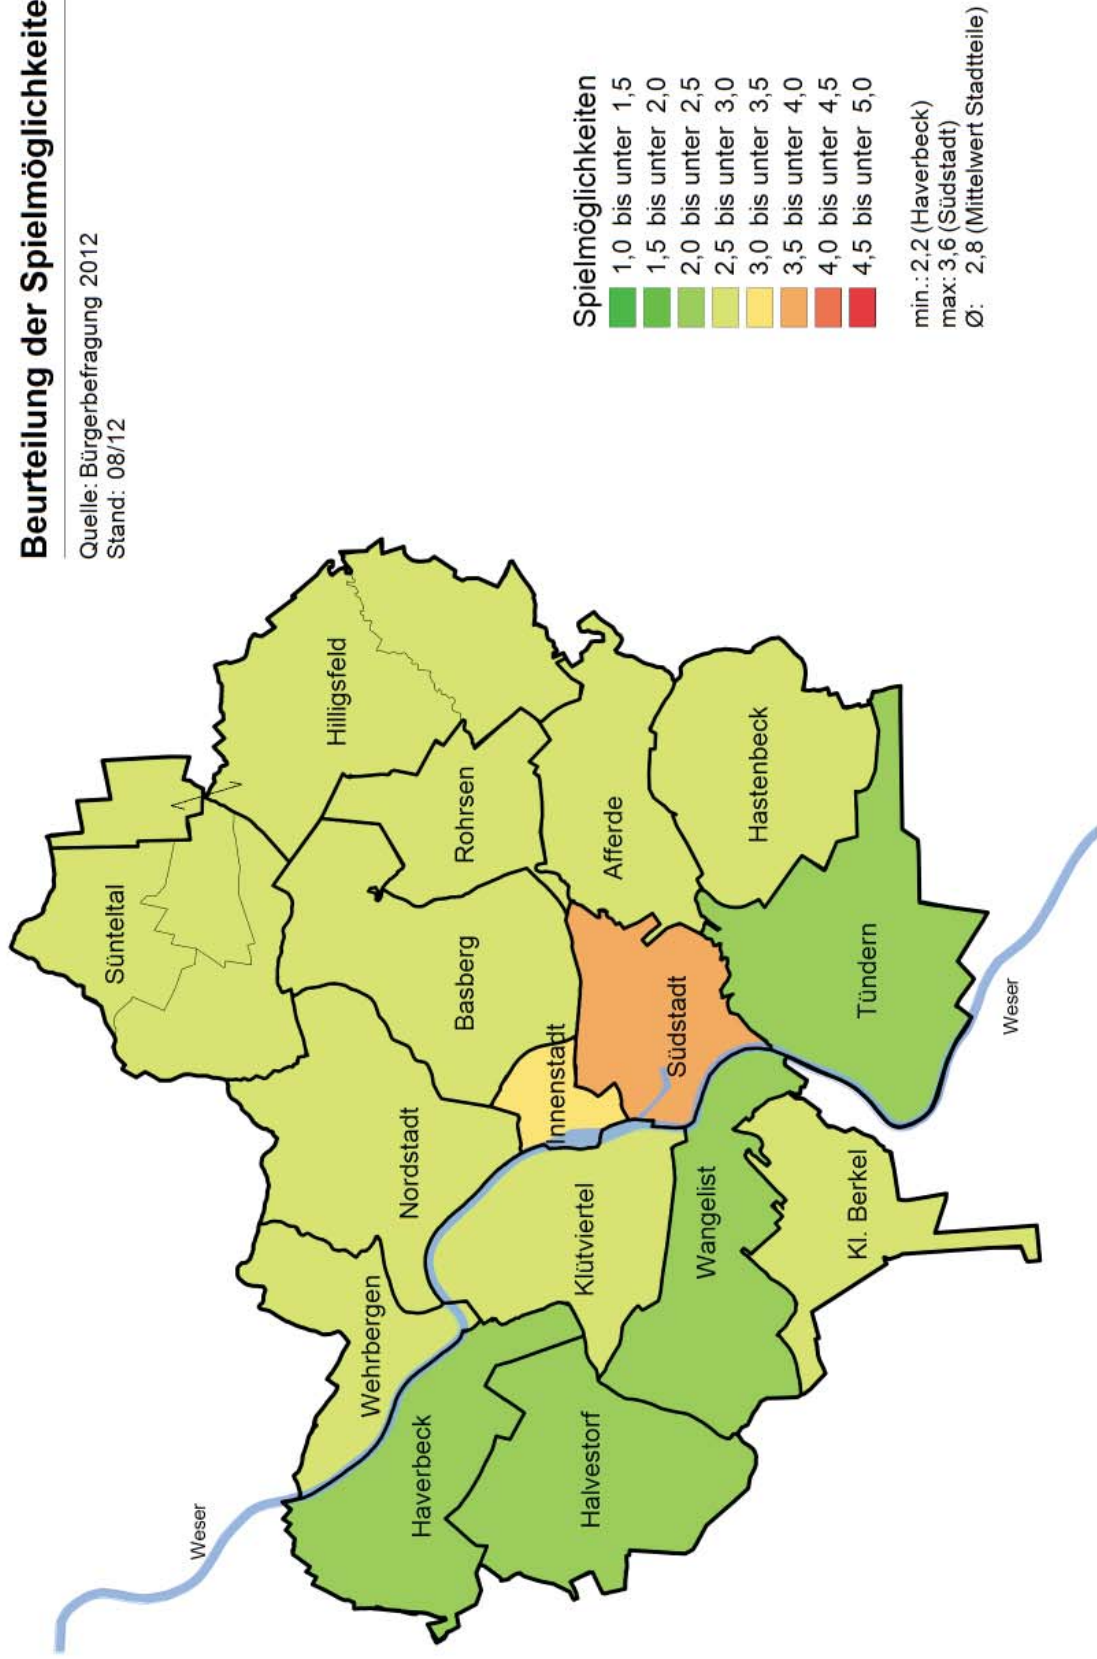 Beurteilung der Spielmöglichkeite
Quelle: Bürgerbefragung 2012
Stand: 08/12
Weser
Haverbeck
Halvestorf
Wehrbergen
Nordstadt
Klütviertel
Wangelist
Kl. Berkel
Sünteltal
Basberg
Innenstadt
Südstadt
Tündern
Weser
Hilligsfeld
Rohrsen
Afferde
Hastenbeck
Spielmöglichkeiten
1,0 bis unter 1,5
1,5 bis unter 2,0
2,0 bis unter 2,5
2,5 bis unter 3,0
3,0 bis unter 3,5
3,5 bis unter 4,0
4,0 bis unter 4,5
4,5 bis unter 5,0
min.: 2,2 (Haverbeck)
max: 3,6 (Südstadt)
Ø: 2,8 (Mittelwert Stadtteile)